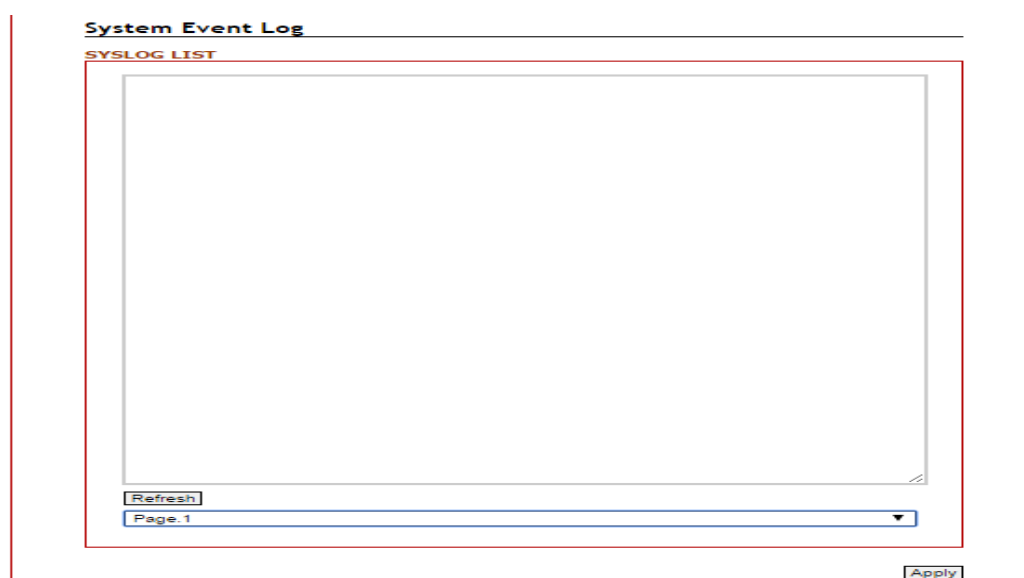 System Event Log
SYSLOG LIST
Refresh
Page.1
Apply